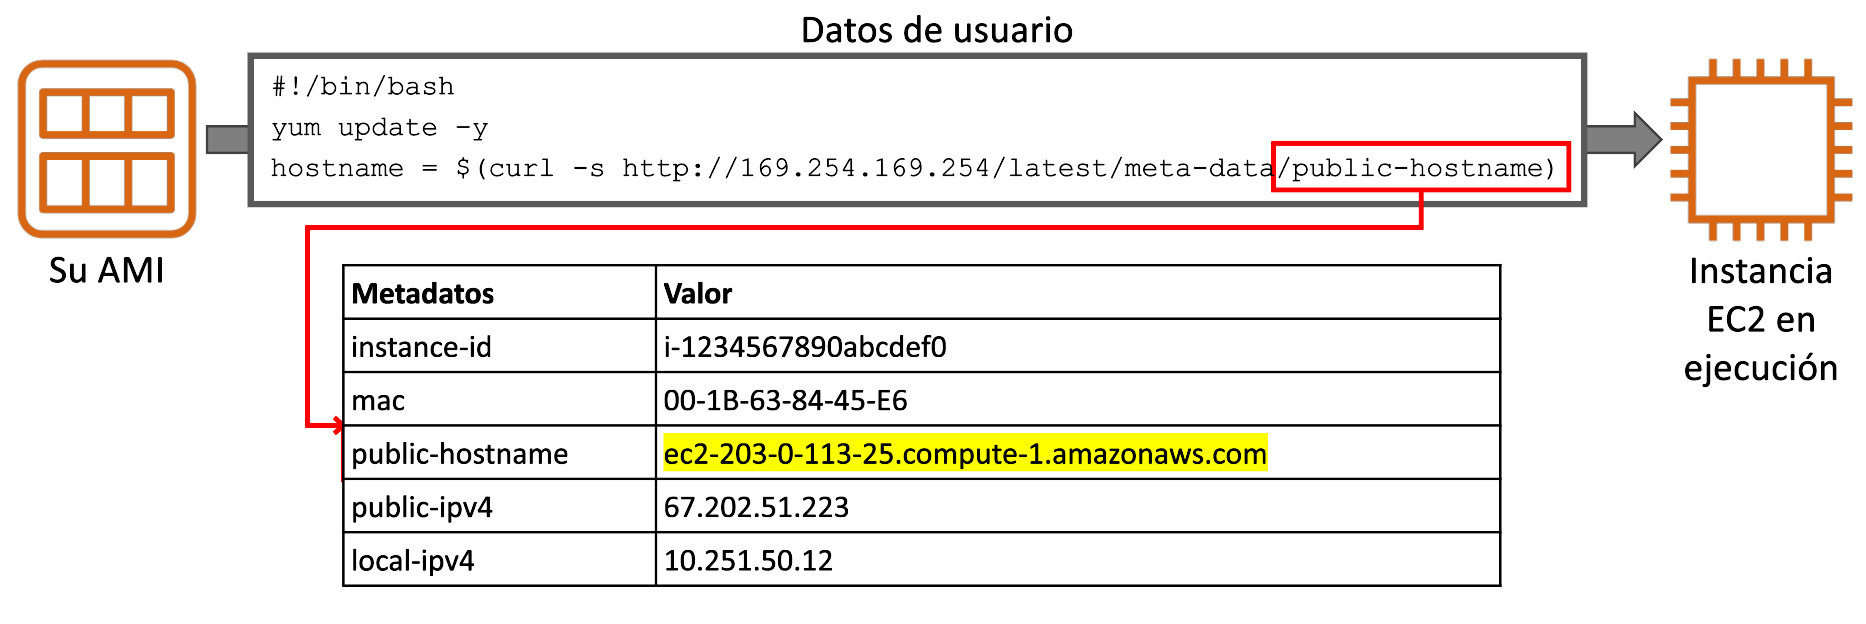 Datos de usuario
#!/bin/bash
yum update -y
hostname = $(curl -s http://169.254.169.254/latest/meta-data/public-hostname)
Su AMI
Instancia
EC2 en
ejecución
Metadatos Valor
instance-id i-1234567890abcdef0
mac 00-1B-63-84-45-E6
public-hostname ec2-203-0-113-25.compute-1.amazonaws.com
public-ipv4 67.202.51.223
local-ipv4 10.251.50.12